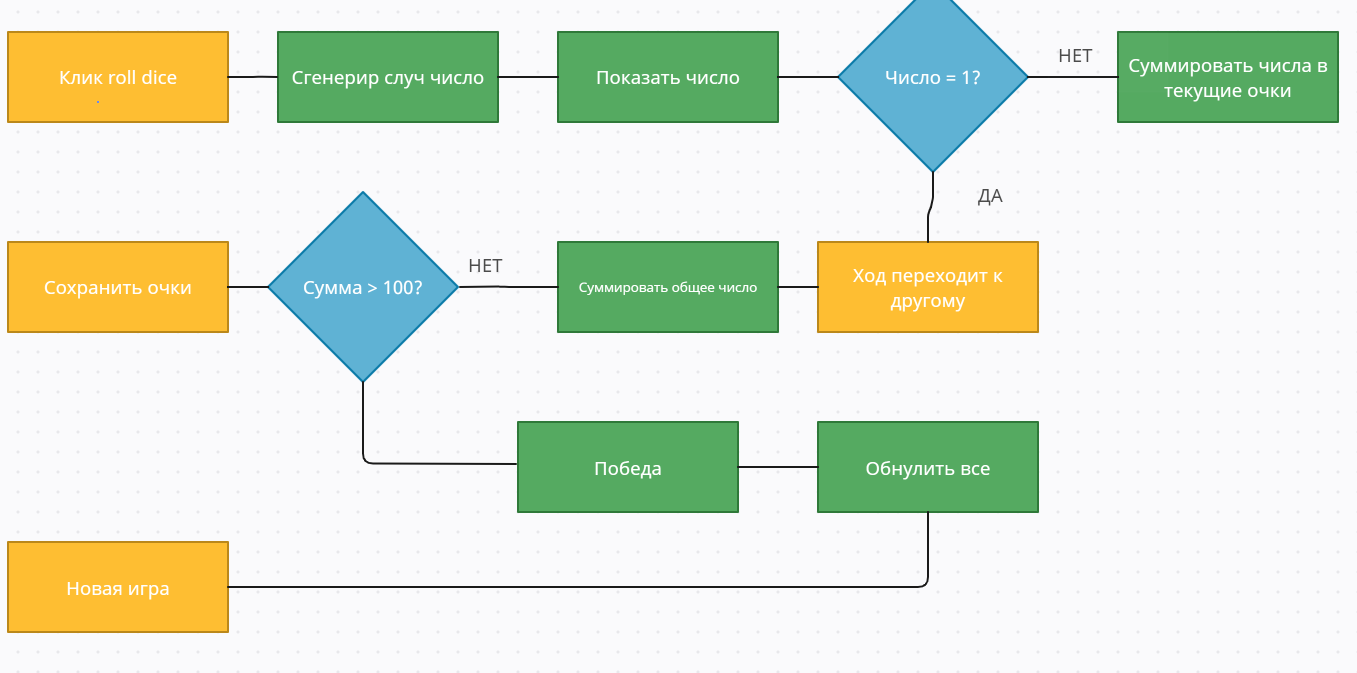 Клик roll dice
Сгенерир случ число
Показать число
Число = 1?
НЕТ
Суммировать числа в
текущие очки
ДА
Сохранить очки
Сумма > 100?
НЕТ
Суммировать общее число
Ход переходит к
другому
Победа
Обнулить все
Новая игра